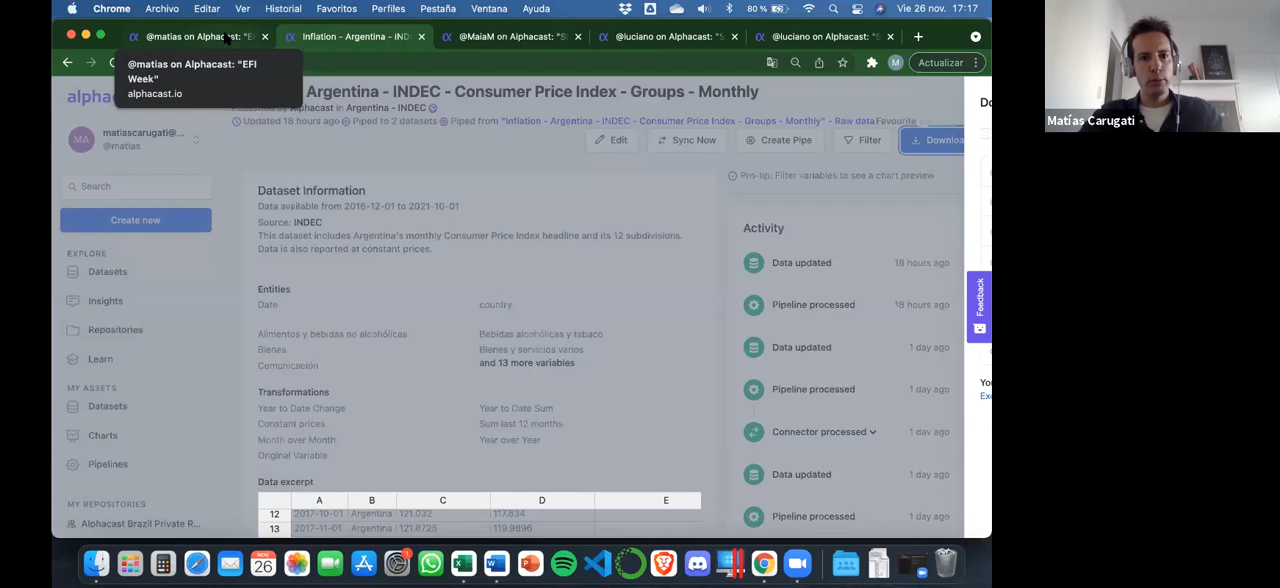 Chrome Archivo Editar Ver Historial Favoritos Perfiles Pestaña Ventana Ayuda 80 % Vie 26 nov. 17:17
@matias on Alphacast: "EF
Inflation - Argentina - IND
@MaiaM on Alphacast: "S
@luciano on Alphacast: "S
@luciano on Alphacast: "S
@matias on Alphacast: "EFI
Week"
alphacast.io
M Actualizar
alphac
Argentina - INDEC - Consumer Price Index - Groups - Monthly
Alphacast in Argentina - INDEC
Updated 18 hours ago Piped to 2 datasets Piped from "Inflation - Argentina - INDEC - Consumer Price Index - Groups - Monthly" - Raw data Favourite
MA matiascarugati@...
@matias
Edit Sync Now Create Pipe Filter Downloa
Do
Search
Create new
EXPLORE
Datasets
Insights
Repositories
Learn
MY ASSETS
Datasets
Charts
Pipelines
MY REPOSITORIES
Alphacast Brazil Private R...
Dataset Information
Data available from 2016-12-01 to 2021-10-01
Source: INDEC
This dataset includes Argentina's monthly Consumer Price Index headline and its 12 subdivisions.
Data is also reported at constant prices.
Entities
Date country
Alimentos y bebidas no alcohólicas Bebidas alcohólicas y tabaco
Bienes Bienes y servicios varios
Comunicación and 13 more variables
Transformations
Year to Date Change Year to Date Sum
Constant prices Sum last 12 months
Month over Month Year over Year
Original Variable
Data excerpt
A B C D E
12 2017-10-01 Argentina 121.032 117.834
13 2017-11-01 Argentina 121.8725 119.9896
Pro-tip: Filter variables to see a chart preview
Activity
Data updated 18 hours ago
Pipeline processed 18 hours ago
Data updated 1 day ago
Pipeline processed 1 day ago
Connector processed 1 day ago
Data updated 1 day ago
Pipeline processed 1 day ago
Feedback
You
Exc
NOV
26
1
Matías Carugati